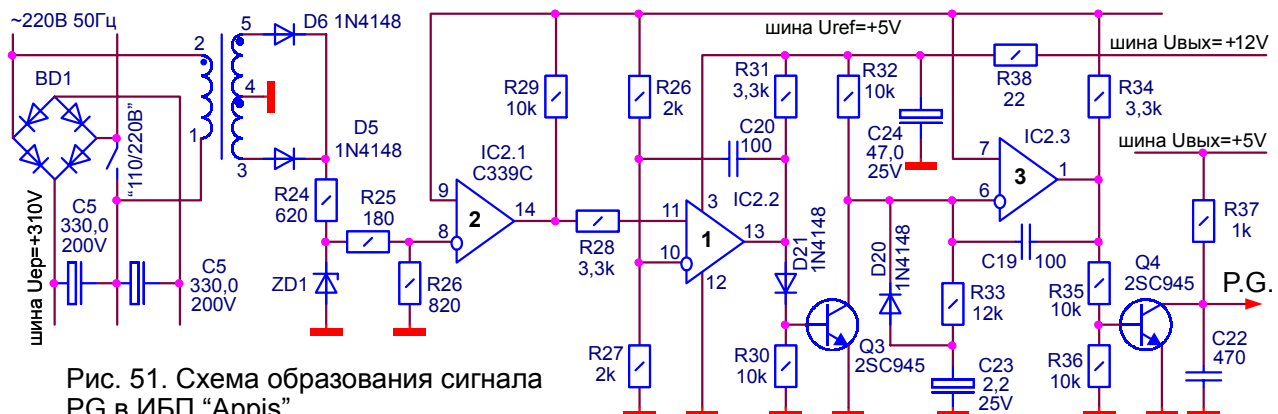 ~220В 50Гц
BD1
"110/220В"
C5
330,0
200V
C5
330,0
200V
шина Uep=+310V
2
1
5
4
3
D6 1N4148
D5
1N4148
R24
620
R25
180
ZD1
R26
820
IC2.1
C339C
9
8
2
14
R29
10k
R28
3,3k
R26
2k
R27
2k
C20
100
IC2.2
11
10
1
3
12
13
R31
3,3k
D21
1N4148
R30
10k
Q3
2SC945
R32
10k
шина Uref=+5V
C24
47,0
25V
R38
22
шина Uвых=+12V
D20
1N4148
R33
12k
C23
2,2
25V
IC2.3
7
6
3
1
C19
100
R34
3,3k
R35
10k
R36
10k
шина Uвых=+5V
R37
1k
Q4
2SC945
P.G.
C22
470
Рис. 51. Схема образования сигнала
PG в ИБП "Appis"